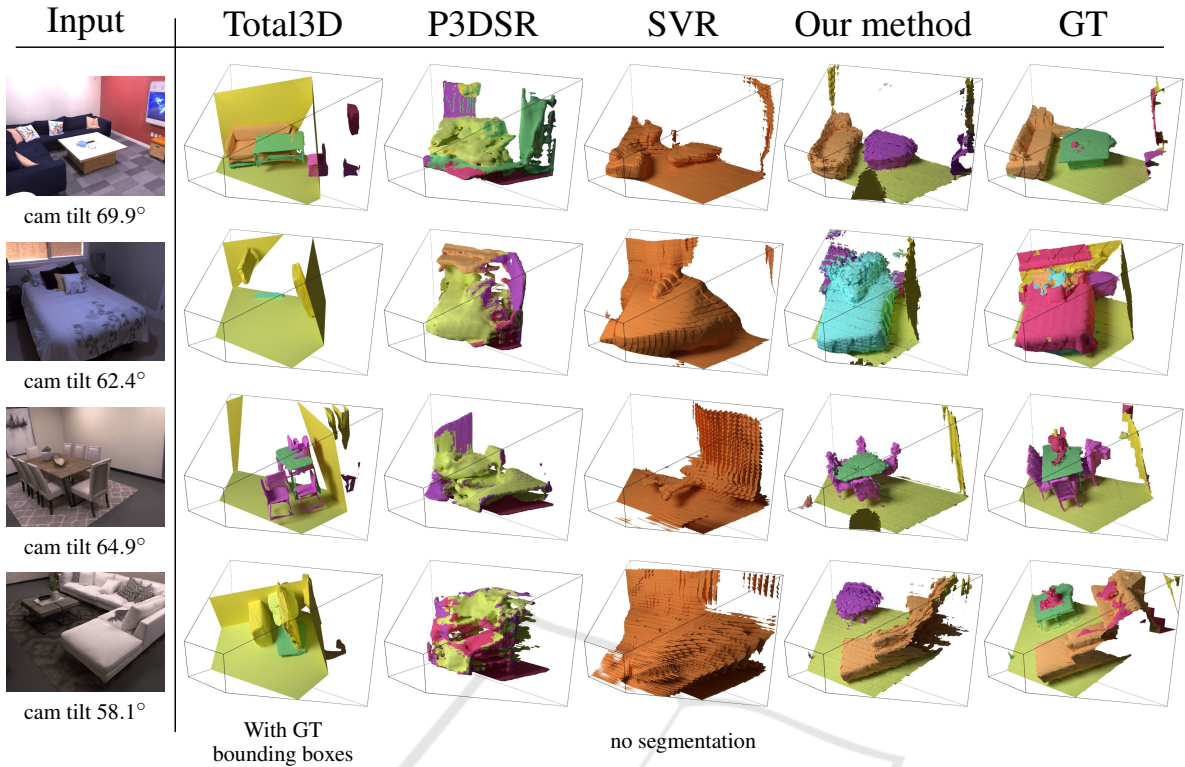 Input Total3D P3DSR SVR Our method GT
cam tilt 69.9°
cam tilt 62.4°
cam tilt 64.9°
cam tilt 58.1°
With GT
bounding boxes
no segmentation